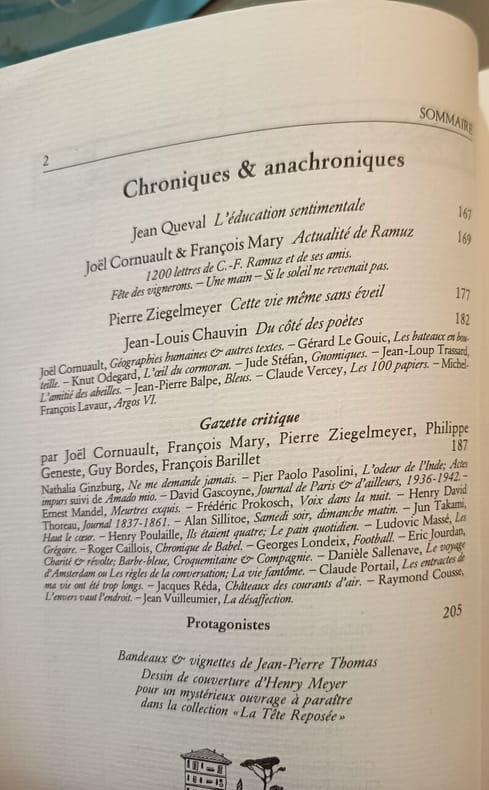 2
SOMMAIRE
Chroniques & anachroniques
Jean Queval L'éducation sentimentale 167
Joël Cornuault & François Mary Actualité de Ramuz 169
1200 lettres de C.-F. Ramuz et de ses amis.
Fête des vignerons. – Une main – Si le soleil ne revenait pas.
Pierre Ziegelmeyer Cette vie même sans éveil 177
Jean-Louis Chauvin Du côté des poètes 182
Joël Cornuault, Géographies humaines & autres textes. – Gérard Le Gouic, Les bateaux en bou-
teille. – Knut Odegard, L'œil du cormoran. – Jude Stéfan, Gnomiques. – Jean-Loup Trassard,
L'amitié des abeilles. – Jean-Pierre Balpe, Bleus. – Claude Vercey, Les 100 papiers. – Michel-
François Lavaur, Argos VI.
Gazette critique
par Joël Cornuault, François Mary, Pierre Ziegelmeyer, Philippe
Geneste, Guy Bordes, François Barillet 187
Nathalia Ginzburg, Ne me demande jamais. – Pier Paolo Pasolini, L'odeur de l'Inde; Actes
impurs suivi de Amado mio. – David Gascoyne, Journal de Paris & d'ailleurs, 1936-1942. –
Ernest Mandel, Meurtres exquis. – Frédéric Prokosch, Voix dans la nuit. – Henry David
Thoreau, Journal 1837-1861. – Alan Sillitoe, Samedi soir, dimanche matin. – Jun Takami,
Haut le cœur. – Henry Poulaille, Ils étaient quatre; Le pain quotidien. – Ludovic Massé, Les
Grégoire. – Roger Caillois, Chronique de Babel. – Georges Londeix, Football. – Eric Jourdan,
Charité & révolte; Barbe-bleue, Croquemitaine & Compagnie. – Danièle Sallenave, Le voyage
d'Amsterdam ou Les règles de la conversation; La vie fantôme. – Claude Portail, Les entractes de
ma vie ont été trop longs. – Jacques Réda, Châteaux des courants d'air. – Raymond Cousse,
L'envers vaut l'endroit. – Jean Vuilleumier, La désaffection.
Protagonistes 205
Bandeaux & vignettes de Jean-Pierre Thomas
Dessin de couverture d'Henry Meyer
pour un mystérieux ouvrage à paraître
dans la collection « La Tête Reposée »